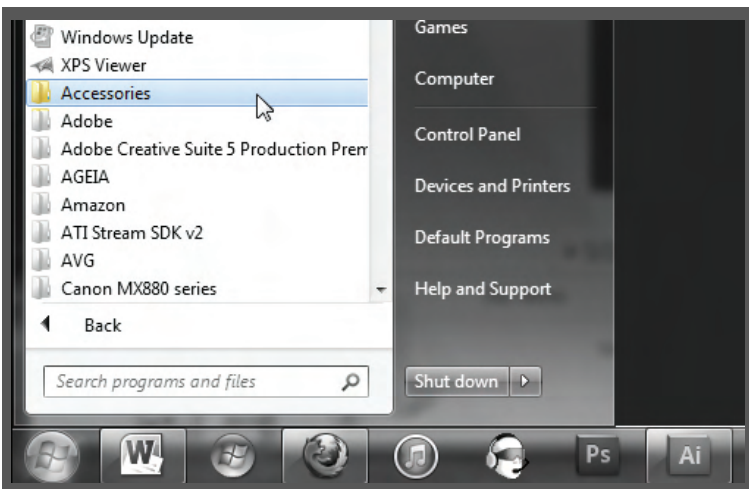 Windows Update
XPS Viewer
Accessories
Adobe
Adobe Creative Suite 5 Production Prem
AGEIA
Amazon
ATI Stream SDK v2
AVG
Canon MX880 series
Back
Search programs and files
Games
Computer
Control Panel
Devices and Printers
Default Programs
Help and Support
Shut down
W
Ps
Ai